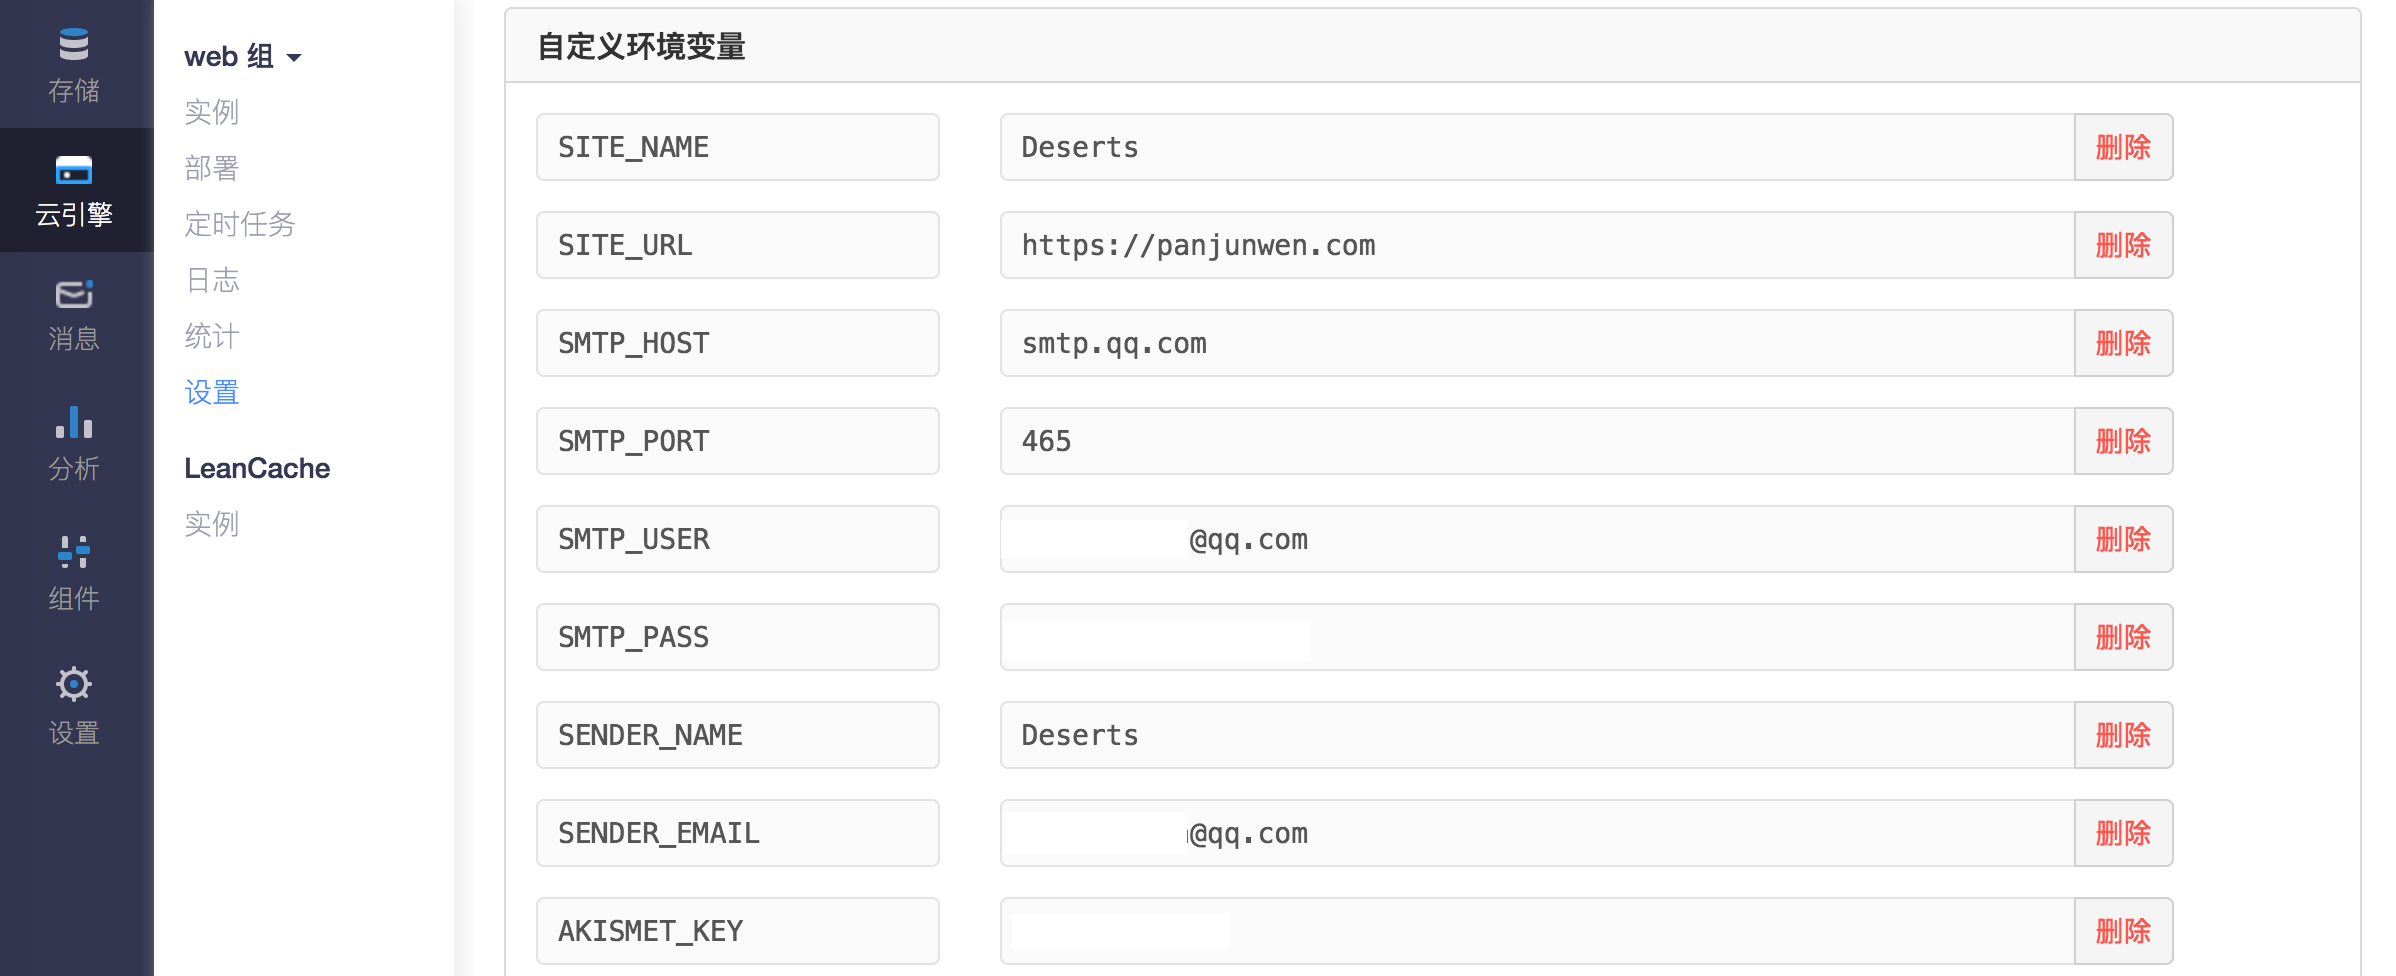 存储
云引擎
消息
分析
组件
设置
web 组
实例
部署
定时任务
日志
统计
设置
LeanCache
实例
自定义环境变量
SITE_NAME Deserts 删除
SITE_URL https://panjunwen.com 删除
SMTP_HOST smtp.qq.com 删除
SMTP_PORT 465 删除
SMTP_USER @qq.com 删除
SMTP_PASS 删除
SENDER_NAME Deserts 删除
SENDER_EMAIL @qq.com 删除
AKISMET_KEY 删除